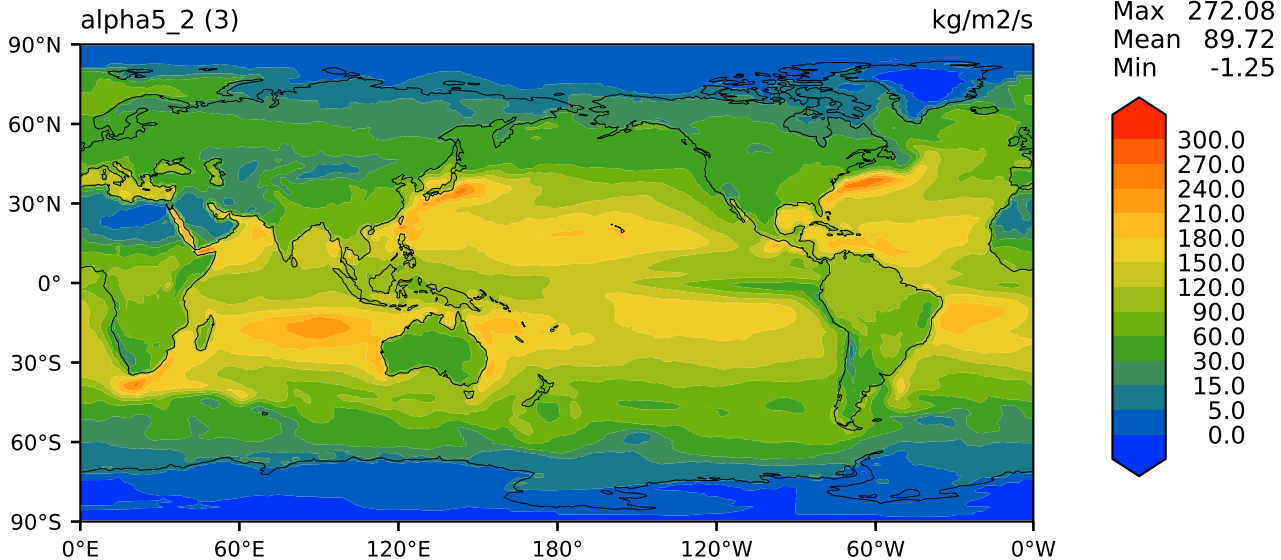 alpha5_2 (3) kg/m2/s
Max 272.08
Mean 89.72
Min -1.25
90°N
60°N
30°N
0°
30°S
60°S
90°S
0°E 60°E 120°E 180° 120°W 60°W 0°W
300.0
270.0
240.0
210.0
180.0
150.0
120.0
90.0
60.0
30.0
15.0
5.0
0.0